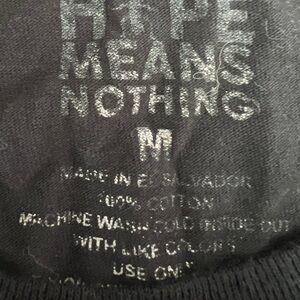 HYPE
MEANS
NOTHING
M
MADE IN EL SALVADOR
100% COTTON
MACHINE WASH COLD INSIDE OUT
WITH LIKE COLORS
USE ONLY